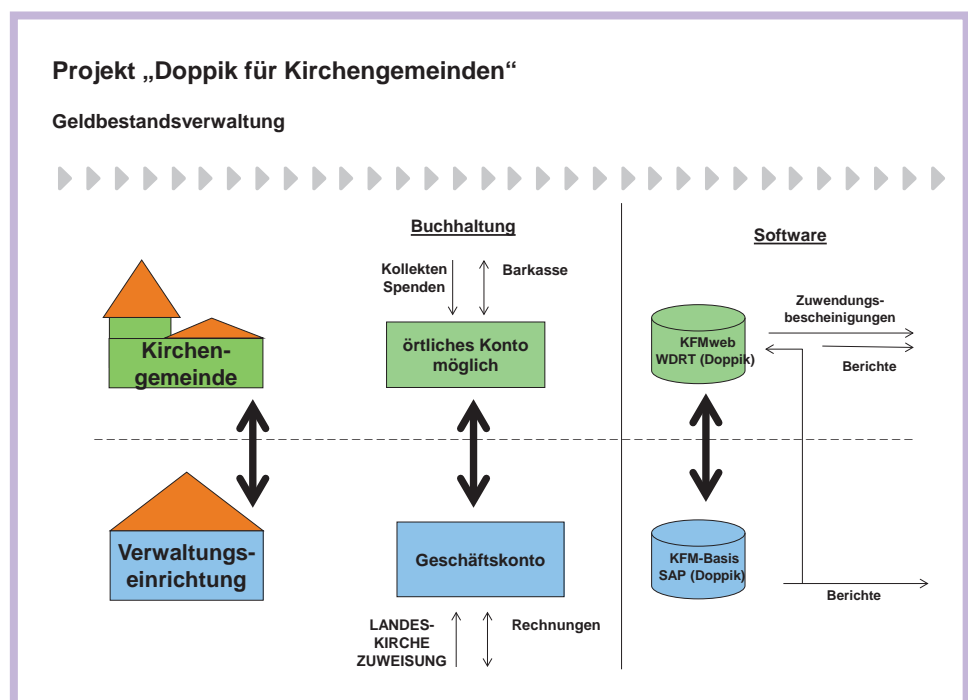 Projekt „Doppik für Kirchengemeinden“
Geldbestandsverwaltung
Buchhaltung
Software
Kollekten
Spenden
Barkasse
Zuwendungs-
bescheinigungen
Kirchen-
gemeinde
örtliches Konto
möglich
KFMweb
WDRT (Doppik)
Berichte
Verwaltungs-
einrichtung
Geschäftskonto
KFM-Basis
SAP (Doppik)
Berichte
LANDES-
KIRCHE
ZUWEISUNG
Rechnungen